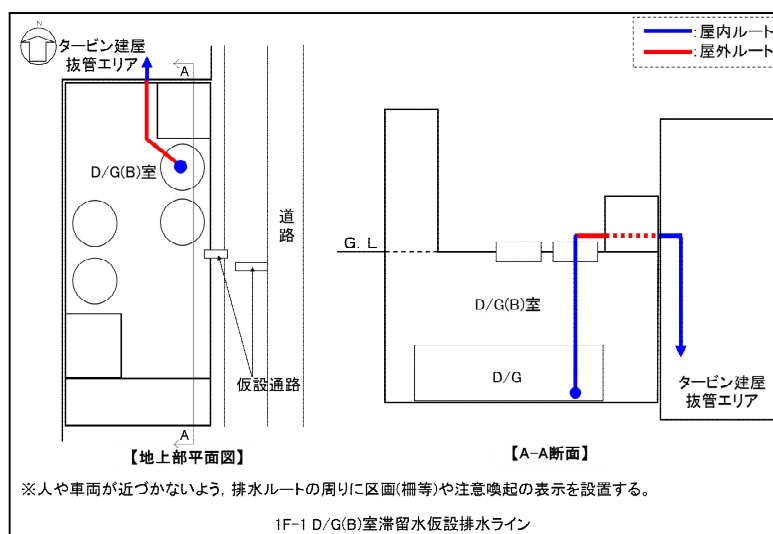 :屋内ルート
:屋外ルート
N
タービン建屋
抜管エリア
A
D/G(B)室
道路
仮設通路
A
【地上部平面図】
G. L
D/G(B)室
D/G
タービン建屋
抜管エリア
【A-A断面】
※人や車両が近づかないよう, 排水ルートの周りに区画(柵等)や注意喚起の表示を設置する。
1F-1 D/G(B)室滞留水仮設排水ライン